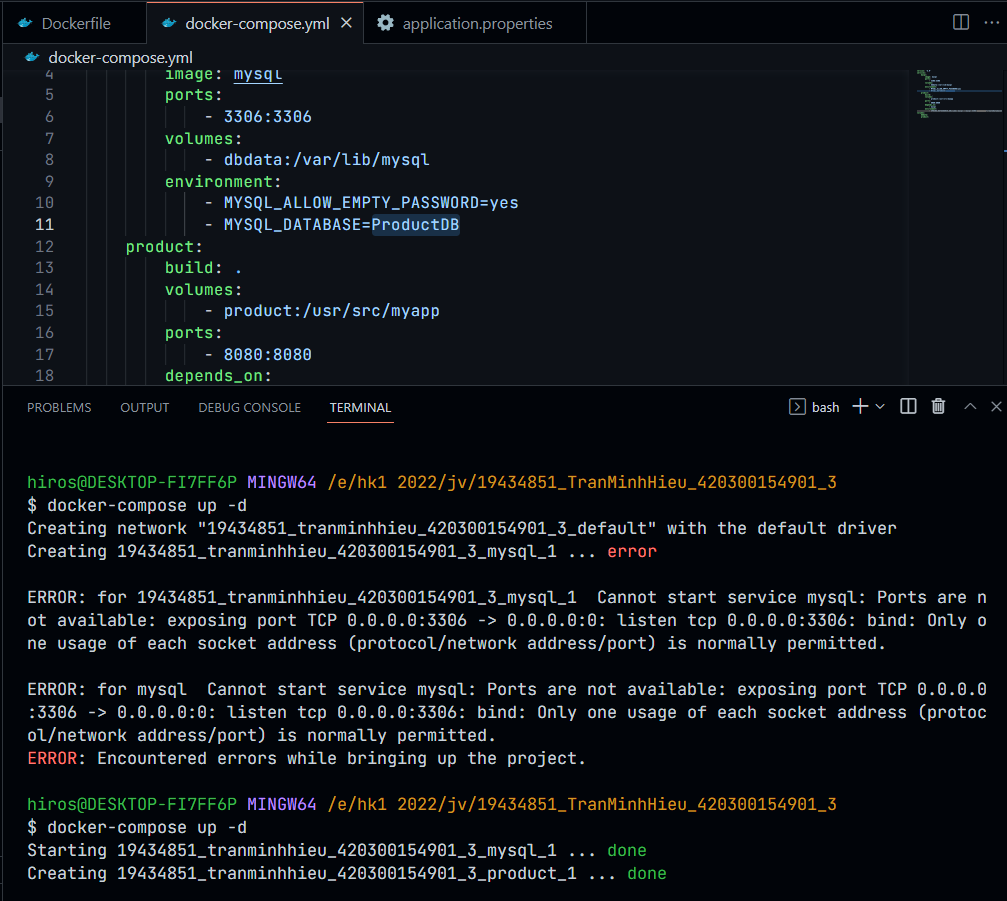 Dockerfile
docker-compose.yml
application.properties
docker-compose.yml
4 image: mysql
5 ports:
6 - 3306:3306
7 volumes:
8 - dbdata:/var/lib/mysql
9 environment:
10 - MYSQL_ALLOW_EMPTY_PASSWORD=yes
11 - MYSQL_DATABASE=ProductDB
12 product:
13 build: .
14 volumes:
15 - product:/usr/src/myapp
16 ports:
17 - 8080:8080
18 depends_on:
PROBLEMS OUTPUT DEBUG CONSOLE TERMINAL
bash
hiros@DESKTOP-FI7FF6P MINGW64 /e/hk1 2022/jv/19434851_TranMinhHieu_420300154901_3
$ docker-compose up -d
Creating network "19434851_tranminhhieu_420300154901_3_default" with the default driver
Creating 19434851_tranminhhieu_420300154901_3_mysql_1 ... error
ERROR: for 19434851_tranminhhieu_420300154901_3_mysql_1  Cannot start service mysql: Ports are n
ot available: exposing port TCP 0.0.0.0:3306 -> 0.0.0.0:0: listen tcp 0.0.0.0:3306: bind: Only o
ne usage of each socket address (protocol/network address/port) is normally permitted.
ERROR: for mysql  Cannot start service mysql: Ports are not available: exposing port TCP 0.0.0.0
:3306 -> 0.0.0.0:0: listen tcp 0.0.0.0:3306: bind: Only one usage of each socket address (protoc
ol/network address/port) is normally permitted.
ERROR: Encountered errors while bringing up the project.
hiros@DESKTOP-FI7FF6P MINGW64 /e/hk1 2022/jv/19434851_TranMinhHieu_420300154901_3
$ docker-compose up -d
Starting 19434851_tranminhhieu_420300154901_3_mysql_1 ... done
Creating 19434851_tranminhhieu_420300154901_3_product_1 ... done